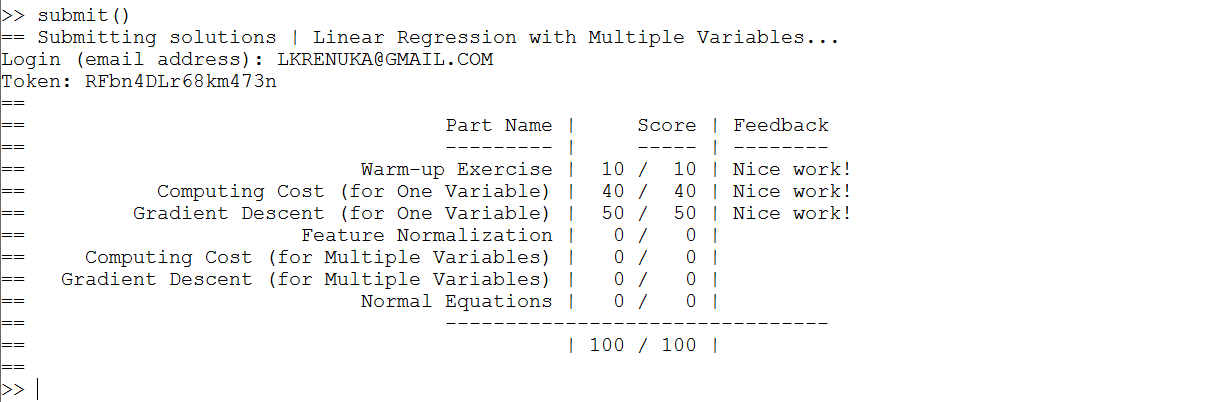 >> submit()
== Submitting solutions | Linear Regression with Multiple Variables...
Login (email address): LKRENUKA@GMAIL.COM
Token: RFbn4DLr68km473n
==
==                                   Part Name |     Score | Feedback
==                                   --------- |     ----- | --------
==                            Warm-up Exercise |  10 /  10 | Nice work!
==           Computing Cost (for One Variable) |  40 /  40 | Nice work!
==         Gradient Descent (for One Variable) |  50 /  50 | Nice work!
==                       Feature Normalization |   0 /   0 |
==     Computing Cost (for Multiple Variables) |   0 /   0 |
==   Gradient Descent (for Multiple Variables) |   0 /   0 |
==                            Normal Equations |   0 /   0 |
==                                   --------------------------------
==                                             | 100 / 100 |
==
>>